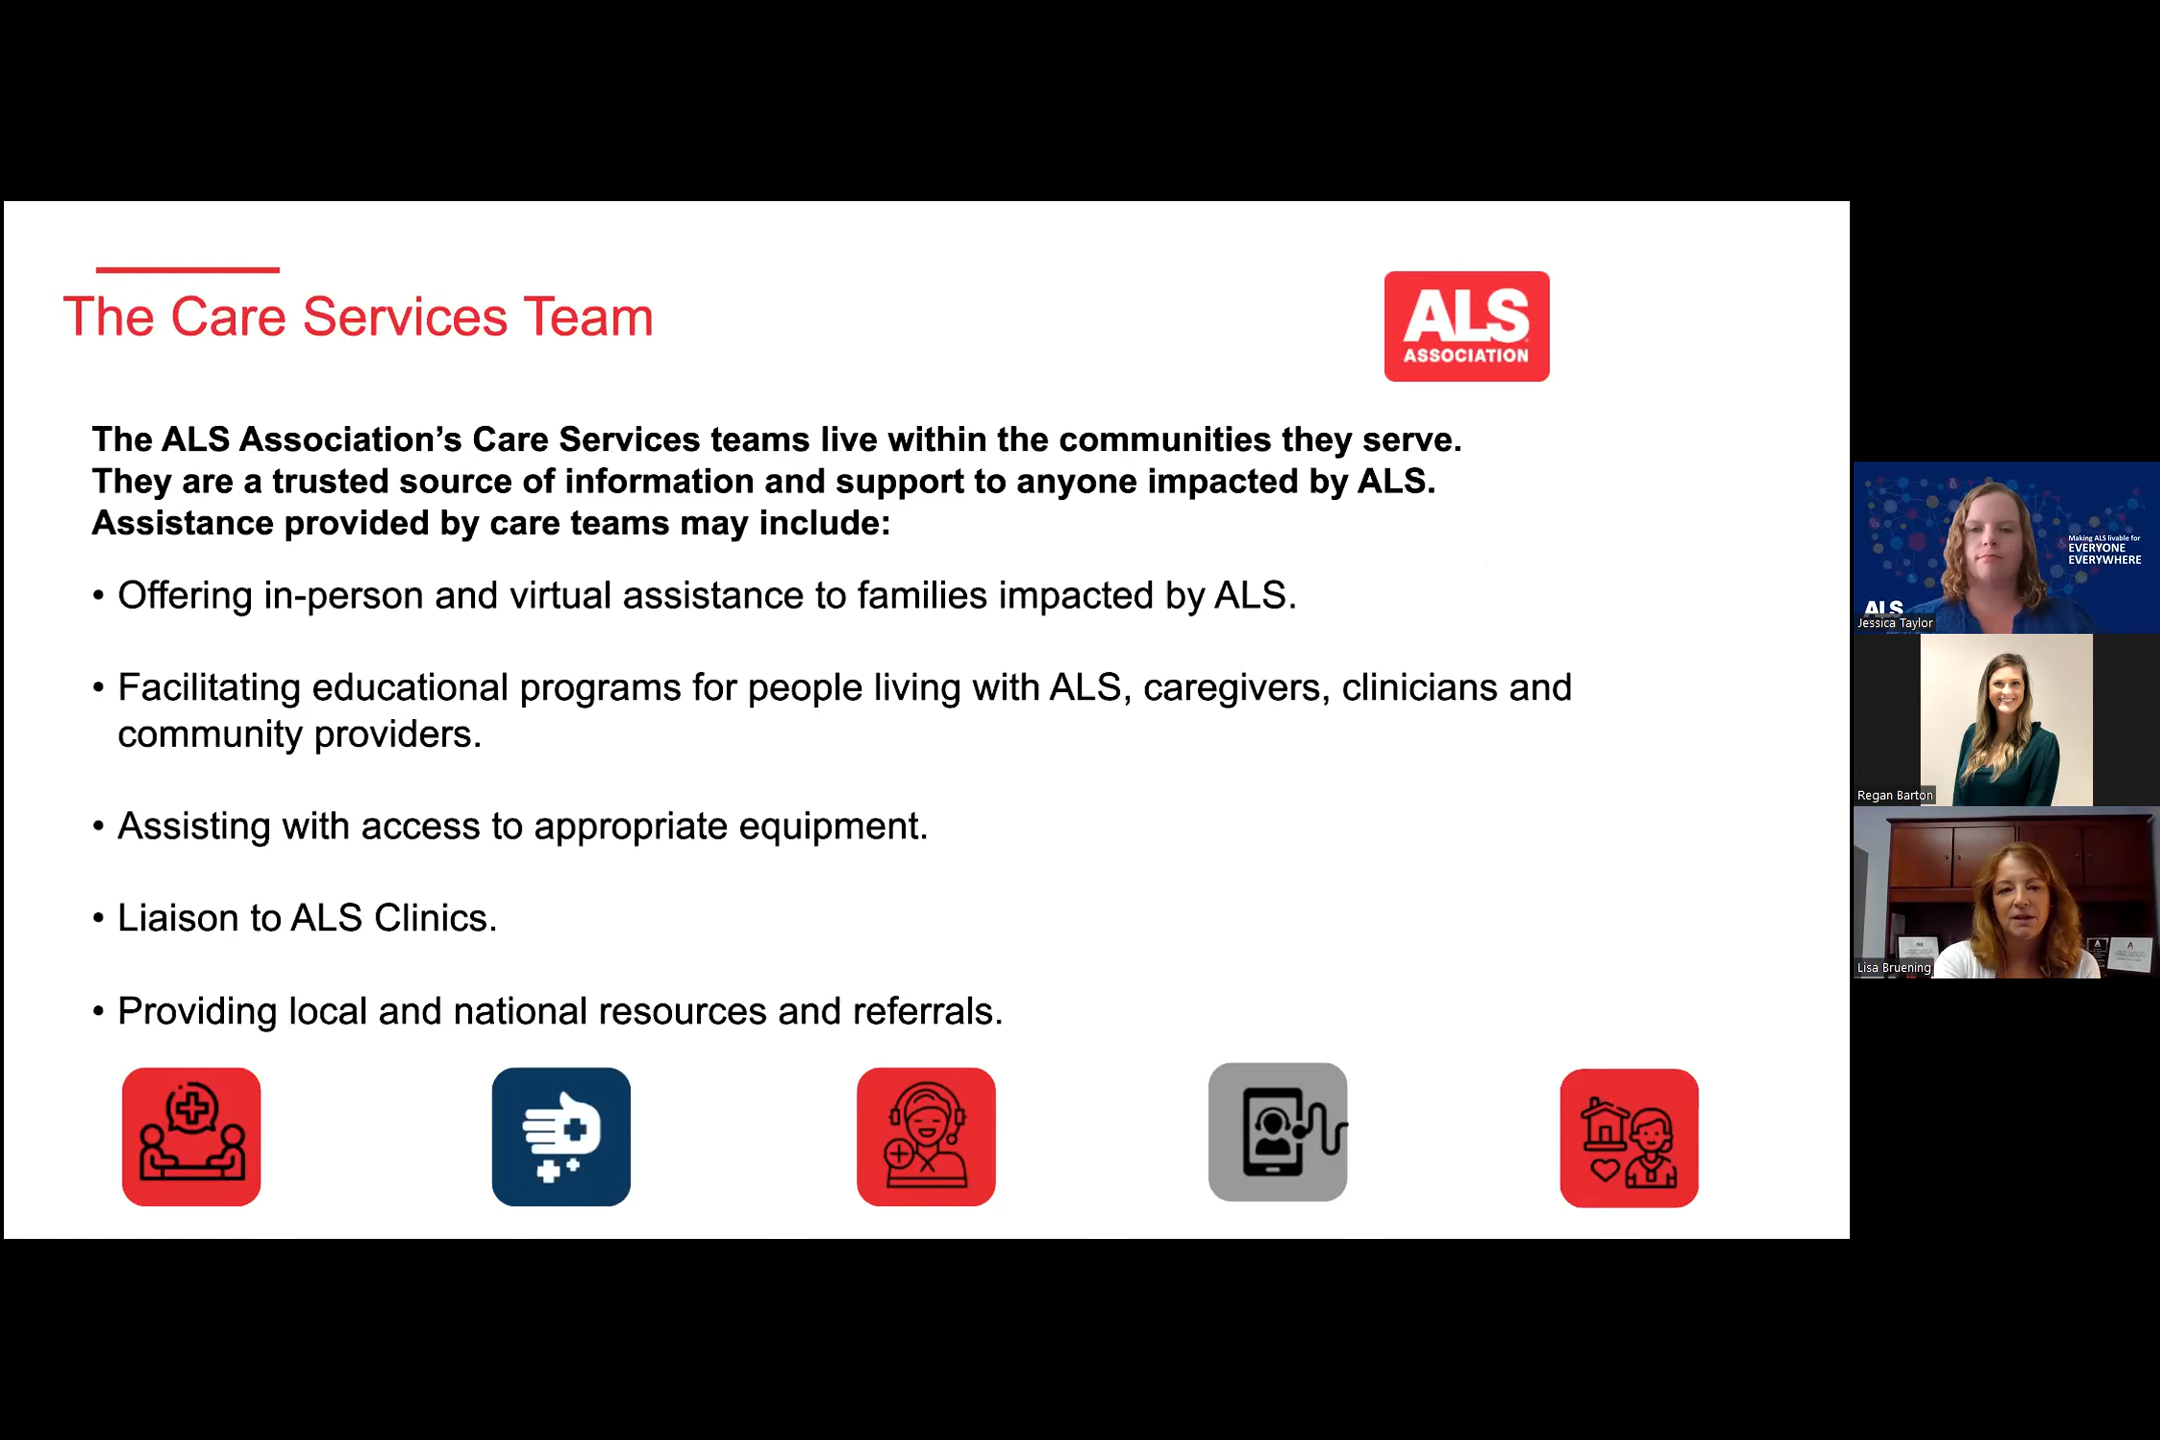 The Care Services Team
ALS
ASSOCIATION
The ALS Association’s Care Services teams live within the communities they serve.
They are a trusted source of information and support to anyone impacted by ALS.
Assistance provided by care teams may include:
• Offering in-person and virtual assistance to families impacted by ALS.
• Facilitating educational programs for people living with ALS, caregivers, clinicians and
community providers.
• Assisting with access to appropriate equipment.
• Liaison to ALS Clinics.
• Providing local and national resources and referrals.
Making ALS livable for
EVERYONE
EVERYWHERE
ALS
Jessica Taylor
Regan Barton
Lisa Bruening